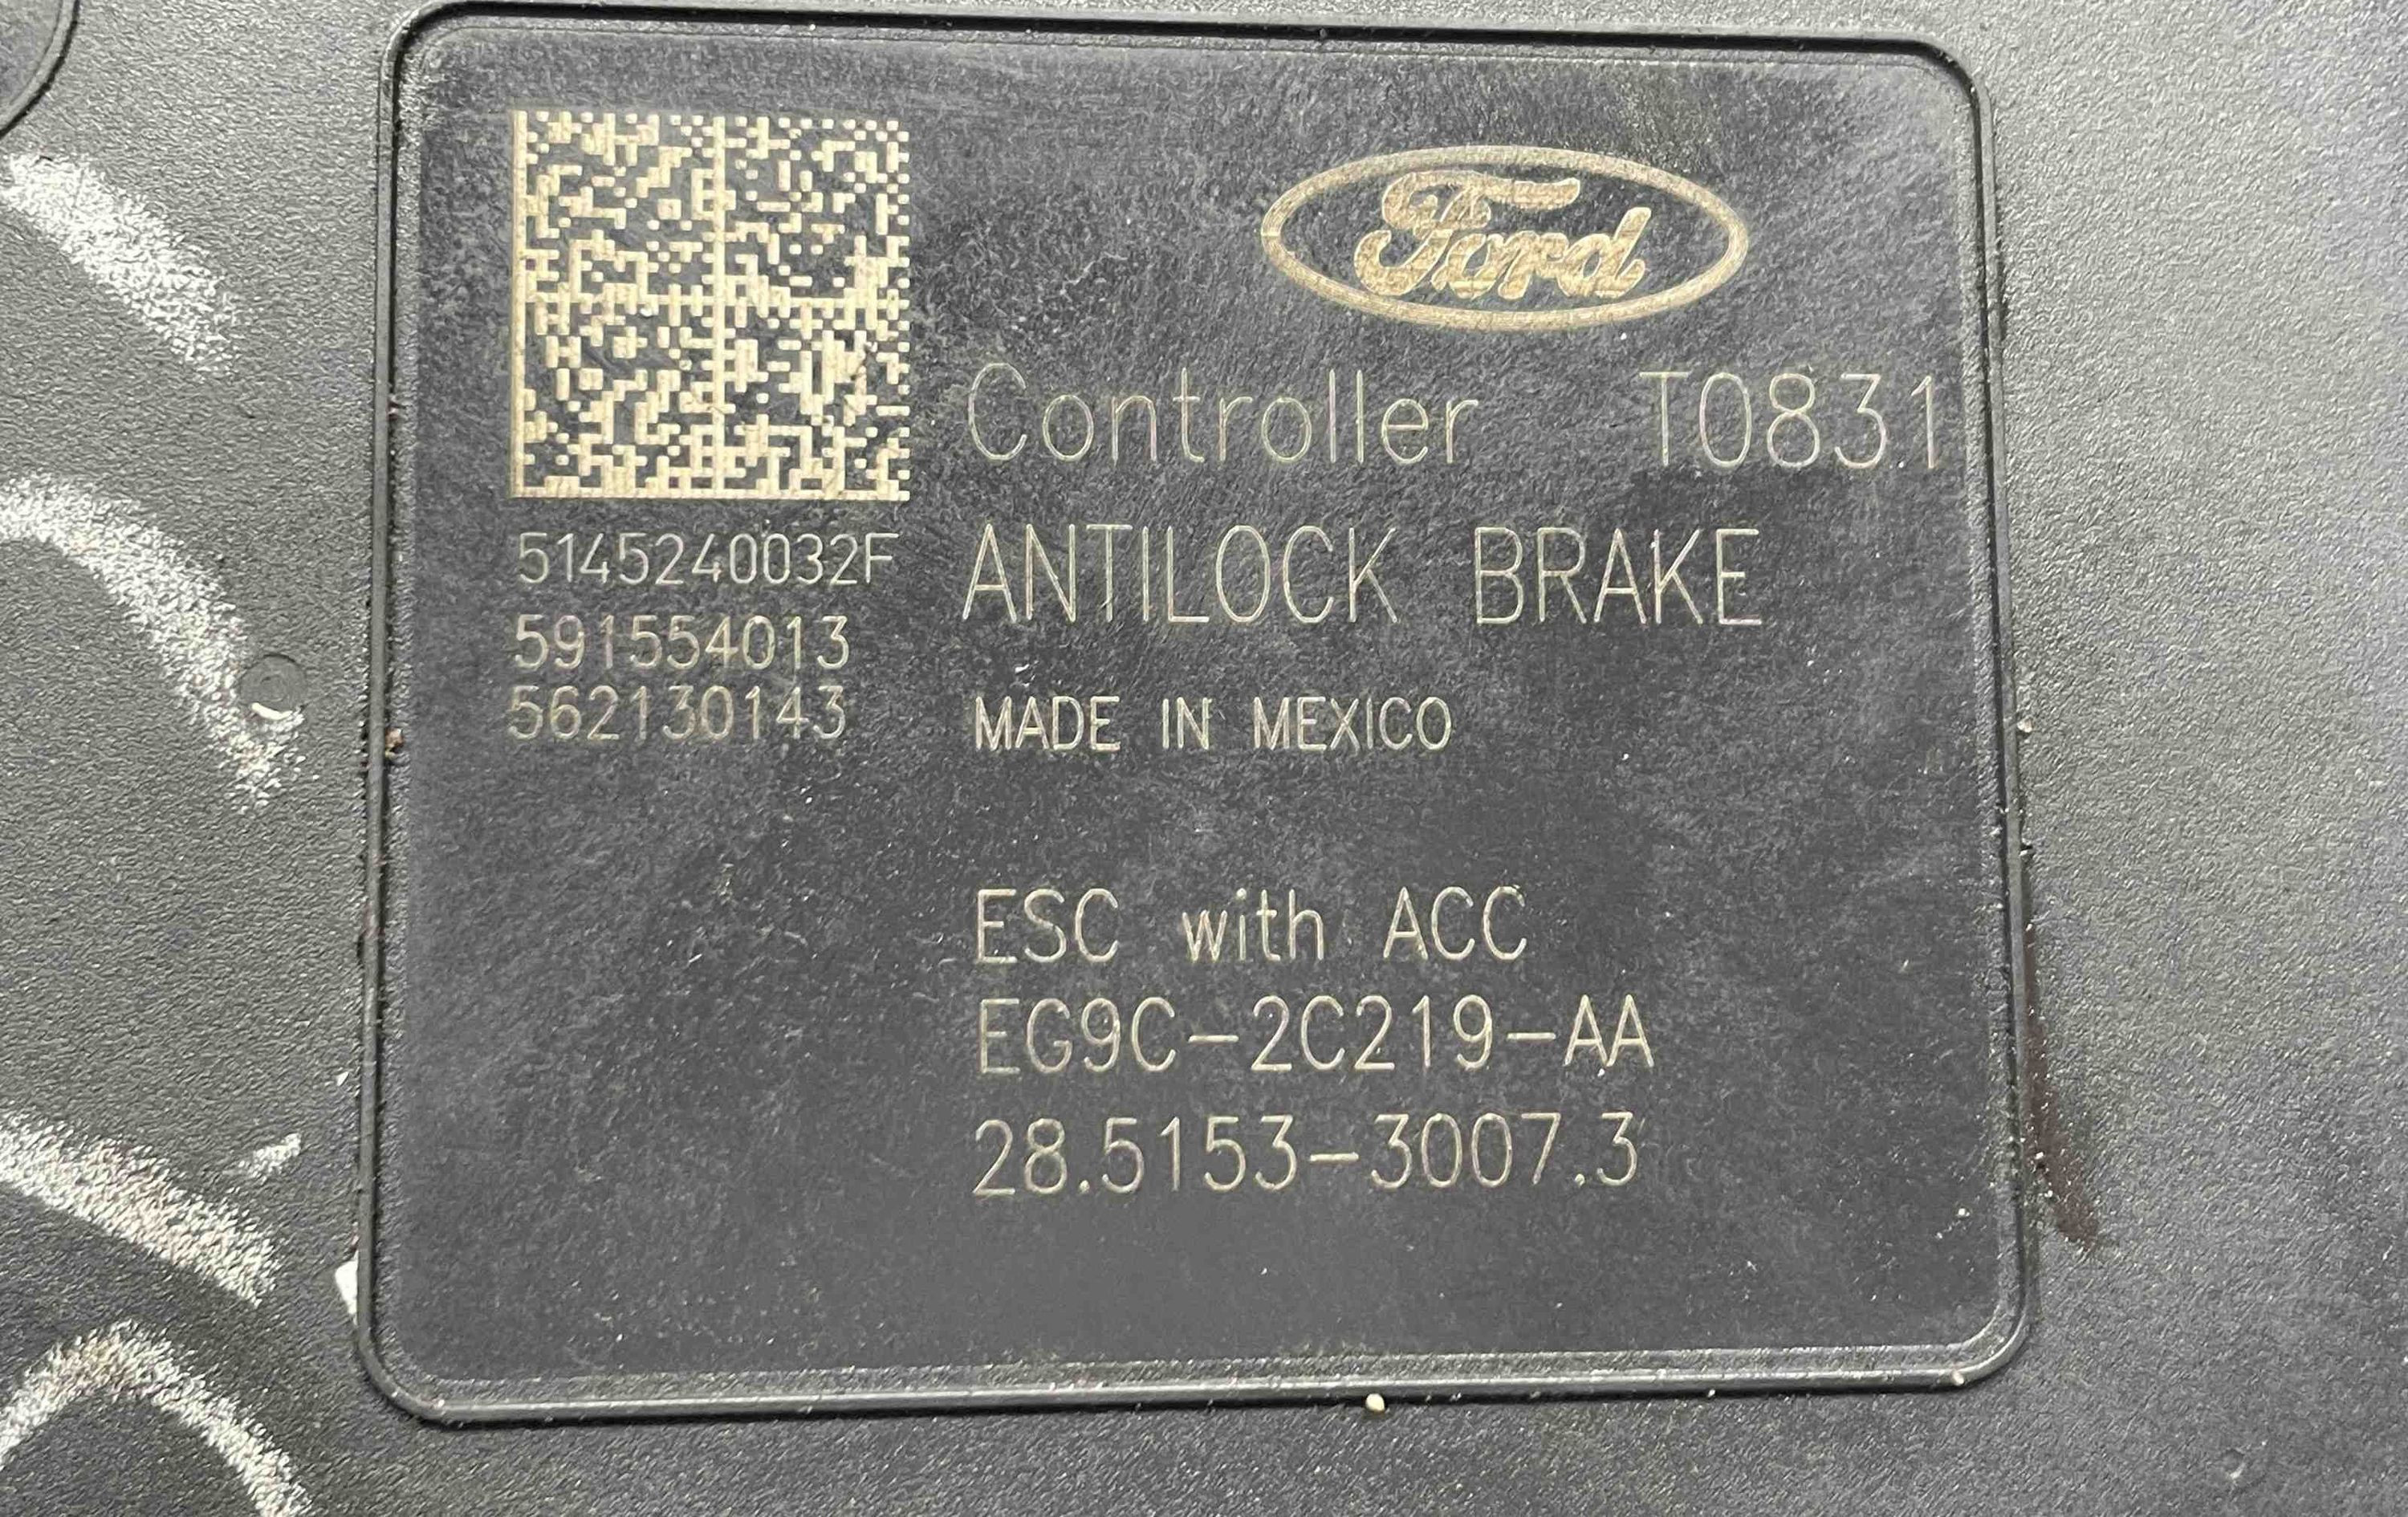 Ford
Controller T0831
ANTILOCK BRAKE
MADE IN MEXICO
5145240032F
591554013
562130143
ESC with ACC
EG9C-2C219-AA
28.5153-3007.3